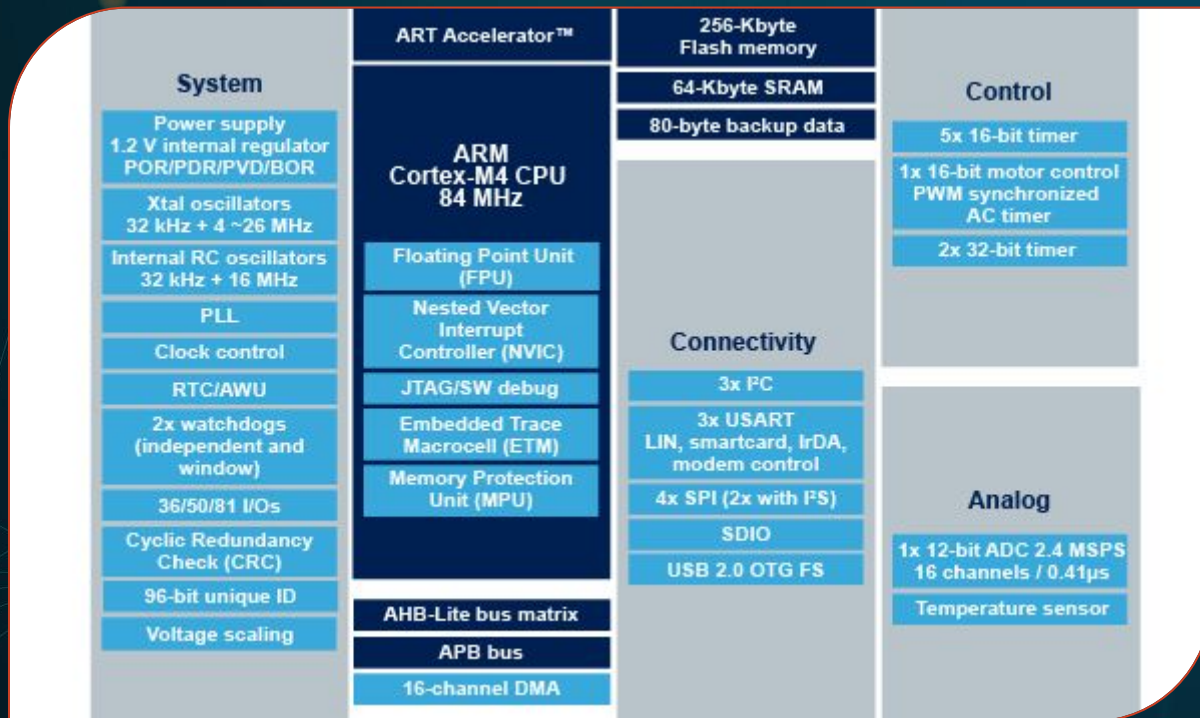 System
Power supply
1.2 V internal regulator
POR/PDR/PVD/BOR
Xtal oscillators
32 kHz + 4 ~26 MHz
Internal RC oscillators
32 kHz + 16 MHz
PLL
Clock control
RTC/AWU
2x watchdogs
(independent and
window)
36/50/81 I/Os
Cyclic Redundancy
Check (CRC)
96-bit unique ID
Voltage scaling
ART Accelerator™
ARM
Cortex-M4 CPU
84 MHz
Floating Point Unit
(FPU)
Nested Vector
Interrupt
Controller (NVIC)
JTAG/SW debug
Embedded Trace
Macrocell (ETM)
Memory Protection
Unit (MPU)
AHB-Lite bus matrix
APB bus
16-channel DMA
256-Kbyte
Flash memory
64-Kbyte SRAM
80-byte backup data
Connectivity
3x I²C
3x USART
LIN, smartcard, IrDA,
modem control
4x SPI (2x with I²S)
SDIO
USB 2.0 OTG FS
Control
5x 16-bit timer
1x 16-bit motor control
PWM synchronized
AC timer
2x 32-bit timer
Analog
1x 12-bit ADC 2.4 MSPS
16 channels / 0.41µs
Temperature sensor